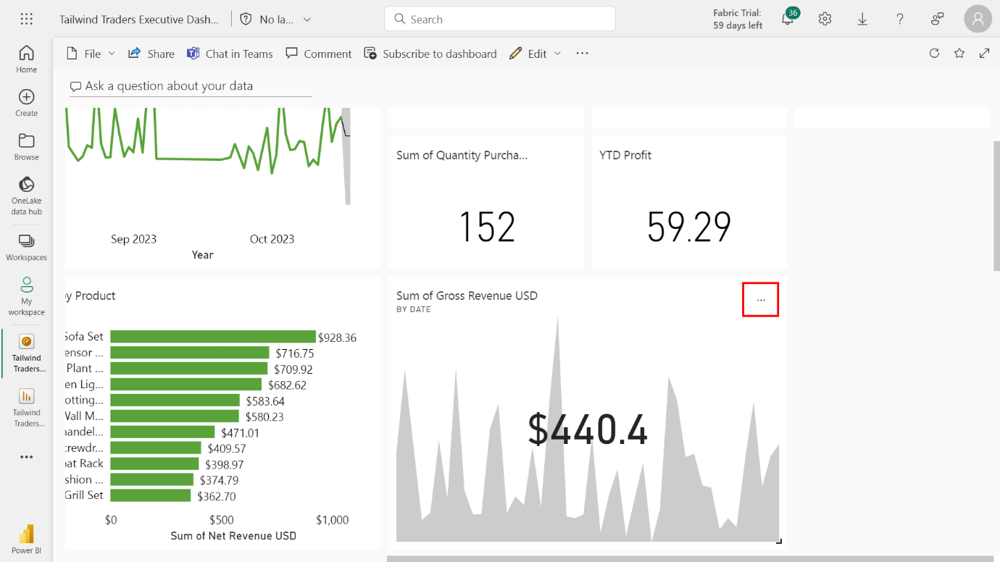 Tailwind Traders Executive Dash...
No la...
Search
Fabric Trial:
59 days left
36
File
Share
Chat in Teams
Comment
Subscribe to dashboard
Edit
Home
Create
Browse
OneLake
data hub
Workspaces
My
workspace
Tailwind
Traders...
Tailwind
Traders...
Power BI
Ask a question about your data
Sep 2023
Oct 2023
Year
Sum of Quantity Purcha...
152
YTD Profit
59.29
by Product
Sofa Set $928.36
ensor ... $716.75
Plant ... $709.92
en Lig... $682.62
otting... $583.64
Wall M... $580.23
handel... $471.01
crewdr... $409.57
oat Rack $398.97
shion ... $374.79
Grill Set $362.70
$0 $500 $1,000
Sum of Net Revenue USD
Sum of Gross Revenue USD
BY DATE
...
$440.4